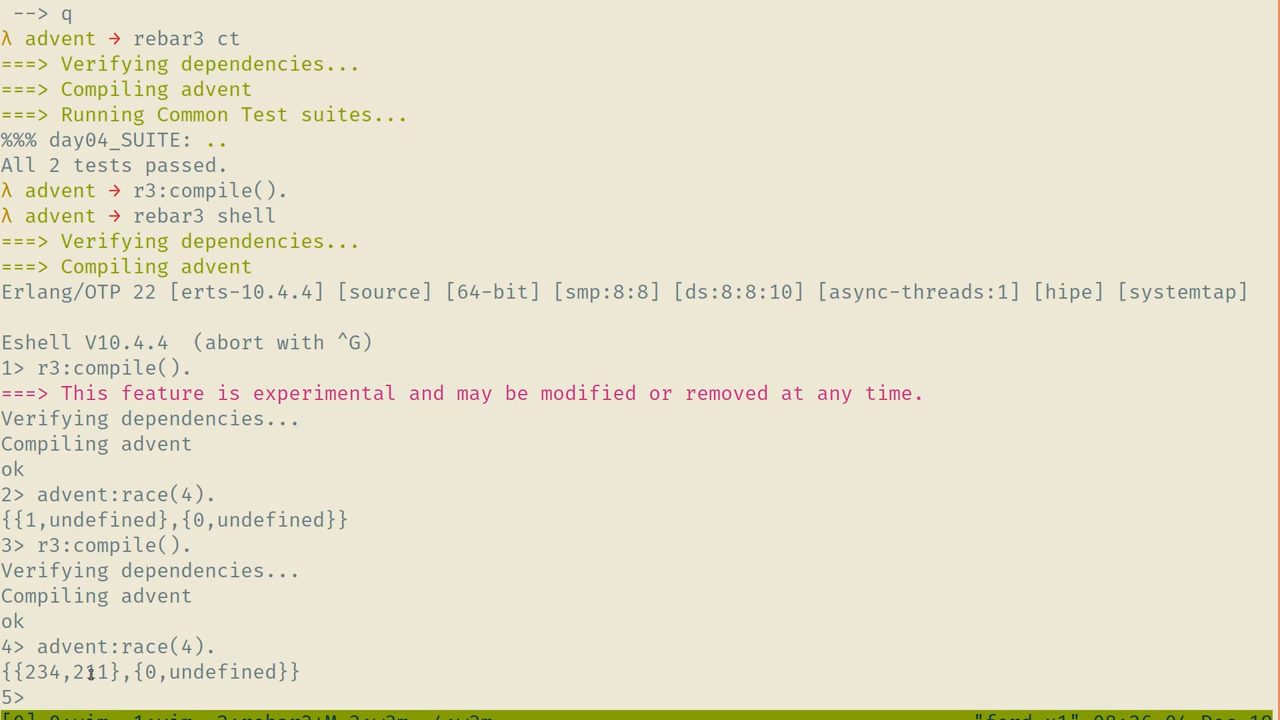 --> q
λ advent → rebar3 ct
===> Verifying dependencies...
===> Compiling advent
===> Running Common Test suites...
%%% day04_SUITE: ..
All 2 tests passed.
λ advent → r3:compile().
λ advent → rebar3 shell
===> Verifying dependencies...
===> Compiling advent
Erlang/OTP 22 [erts-10.4.4] [source] [64-bit] [smp:8:8] [ds:8:8:10] [async-threads:1] [hipe] [systemtap]
Eshell V10.4.4  (abort with ^G)
1> r3:compile().
===> This feature is experimental and may be modified or removed at any time.
Verifying dependencies...
Compiling advent
ok
2> advent:race(4).
{{1,undefined},{0,undefined}}
3> r3:compile().
Verifying dependencies...
Compiling advent
ok
4> advent:race(4).
{{234,211},{0,undefined}}
5>